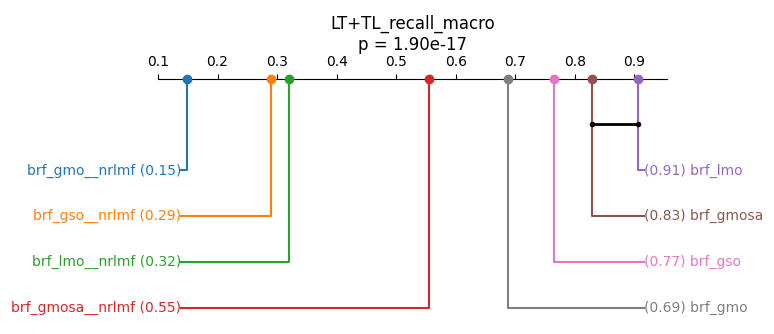 LT+TL_recall_macro
p = 1.90e-17
0.1 0.2 0.3 0.4 0.5 0.6 0.7 0.8 0.9
brf_gmo__nrlmf (0.15) (0.91) brf_lmo
brf_gso__nrlmf (0.29) (0.83) brf_gmosa
brf_lmo__nrlmf (0.32) (0.77) brf_gso
brf_gmosa__nrlmf (0.55) (0.69) brf_gmo